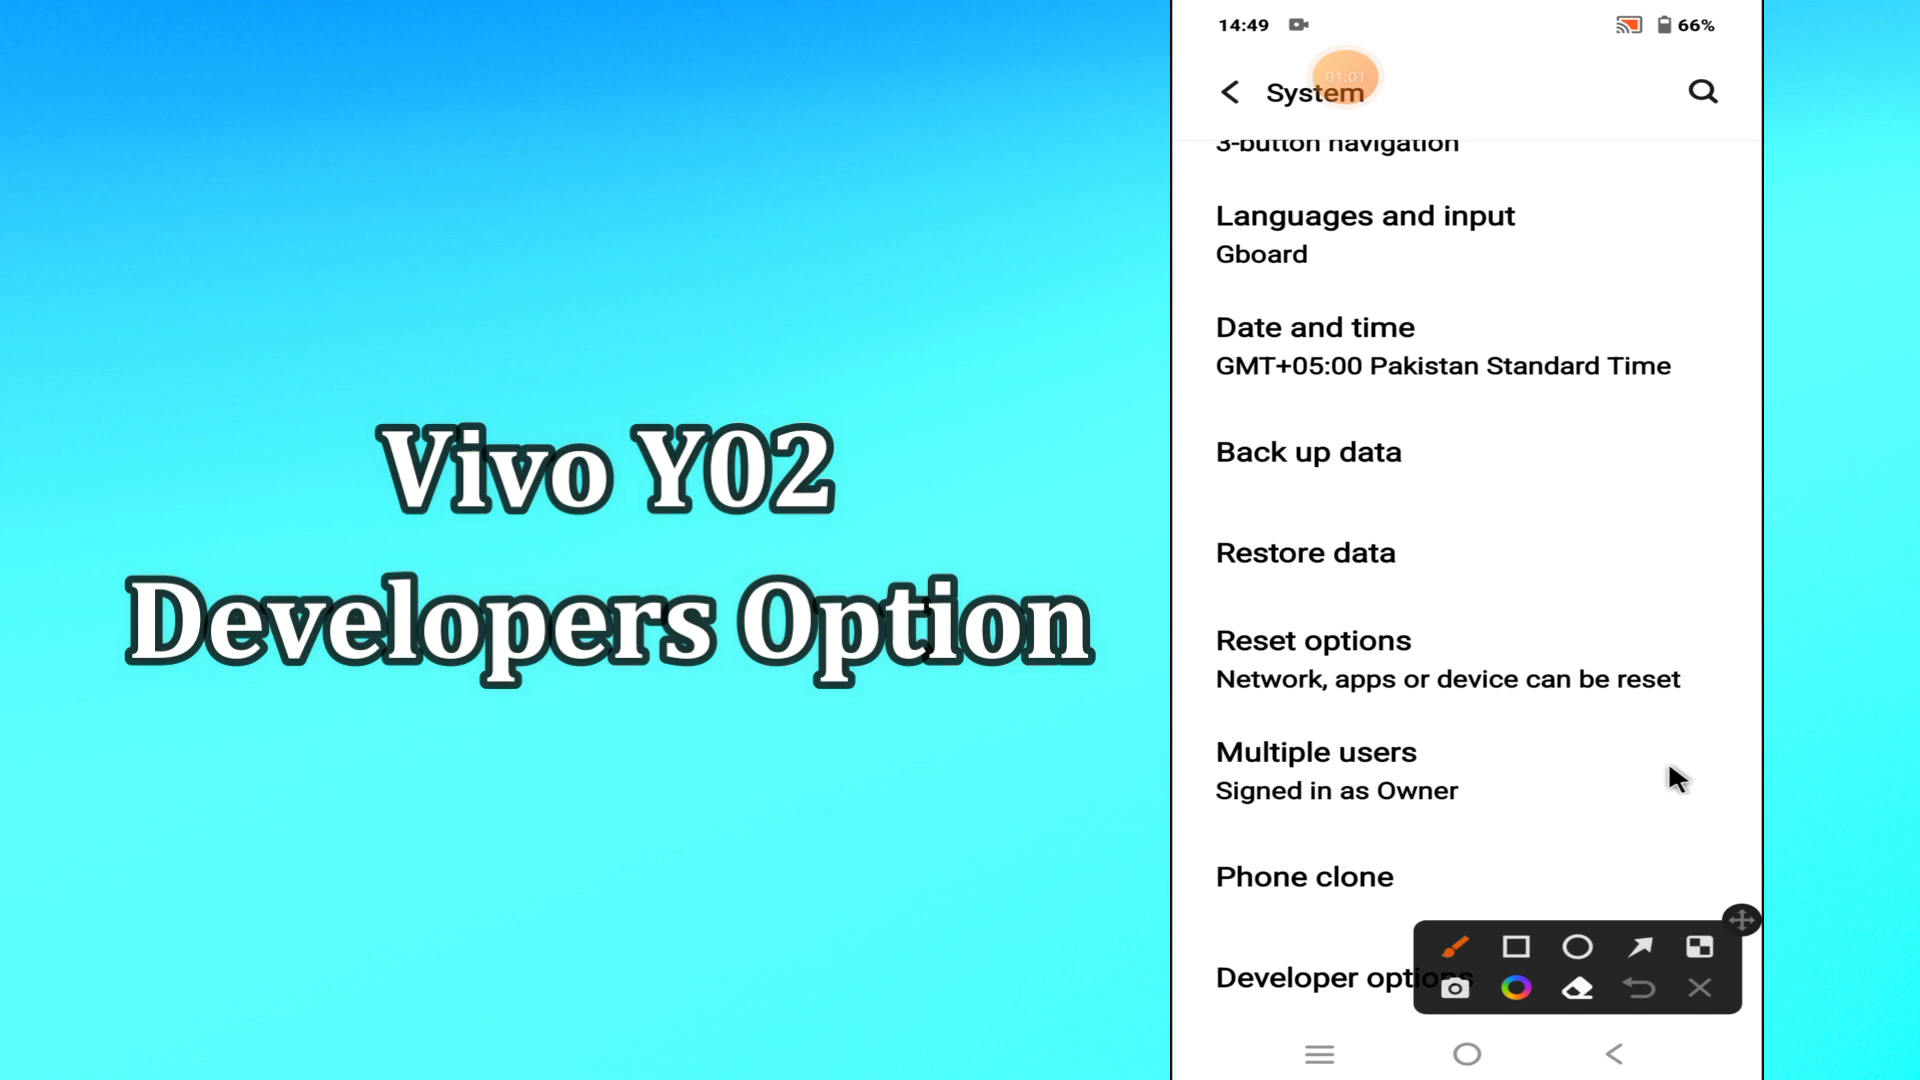 Vivo Y02
Developers Option
14:49
66%
01:01
System
3-button navigation
Languages and input
Gboard
Date and time
GMT+05:00 Pakistan Standard Time
Back up data
Restore data
Reset options
Network, apps or device can be reset
Multiple users
Signed in as Owner
Phone clone
Developer options